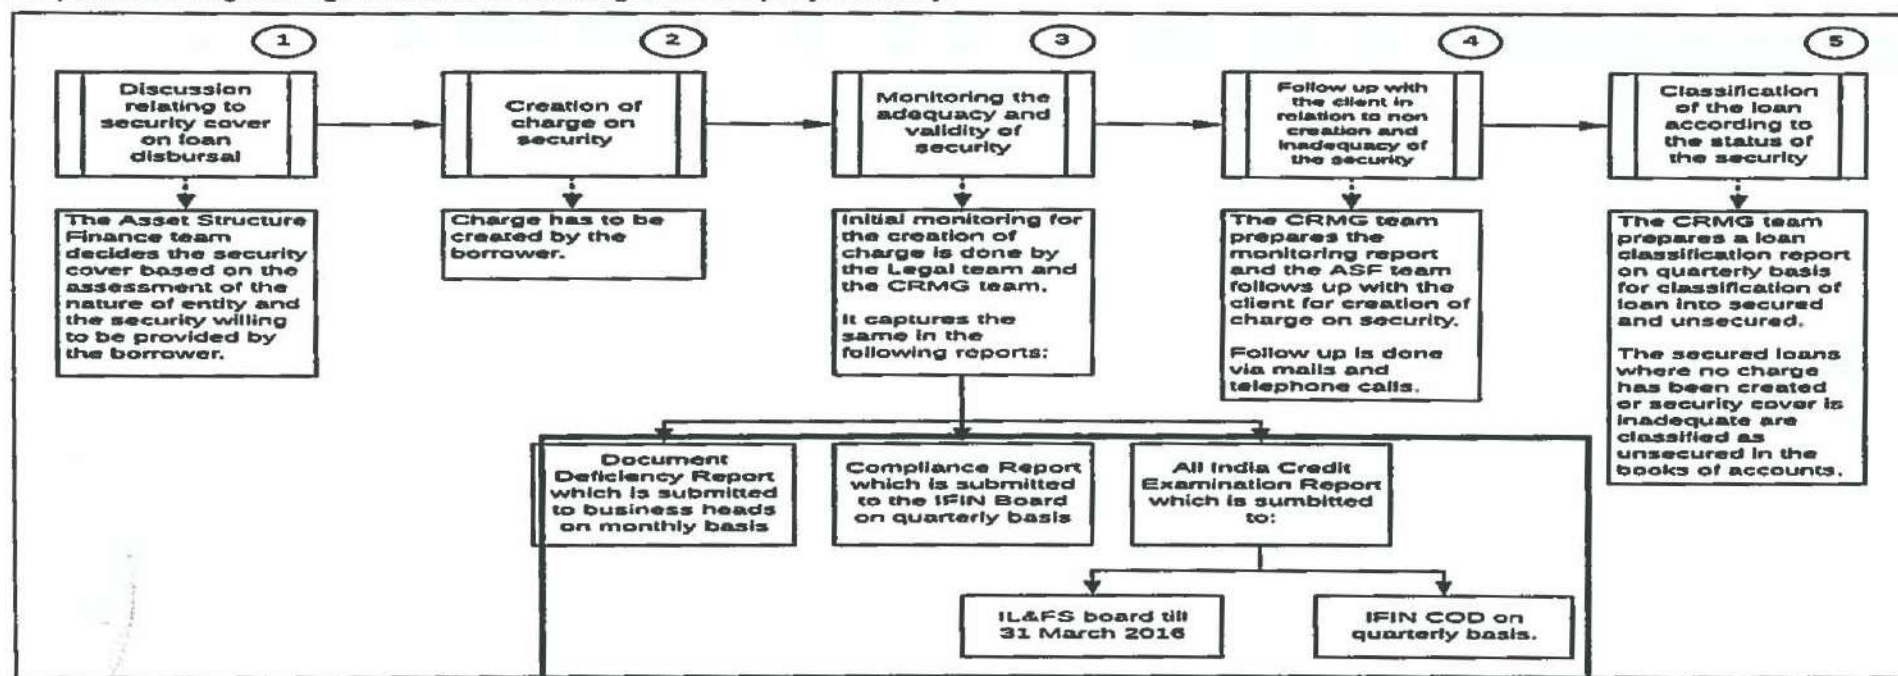 1
Discussion
relating to
security cover
on loan
disbursal
The Asset Structure
Finance team
decides the security
cover based on the
assessment of the
nature of entity and
the security willing
to be provided by
the borrower.
2
Creation of
charge on
security
Charge has to be
created by the
borrower.
3
Monitoring the
adequacy and
validity of
security
Initial monitoring for
the creation of
charge is done by
the Legal team and
the CRMG team.
It captures the
same in the
following reports:
Document
Deficiency Report
which is submitted
to business heads
on monthly basis
Compliance Report
which is submitted
to the IFIN Board
on quarterly basis
All India Credit
Examination Report
which is sumbitted
to:
IL&FS board till
31 March 2016
IFIN COD on
quarterly basis.
4
Follow up with
the client in
relation to non
creation and
inadequacy of
the security
The CRMG team
prepares the
monitoring report
and the ASF team
follows up with the
client for creation of
charge on security.
Follow up is done
via mails and
telephone calls.
5
Classification
of the loan
according to
the status of
the security
The CRMG team
prepares a loan
classification report
on quarterly basis
for classification of
loan into secured
and unsecured.
The secured loans
where no charge
has been created
or security cover is
inadequate are
classified as
unsecured in the
books of accounts.